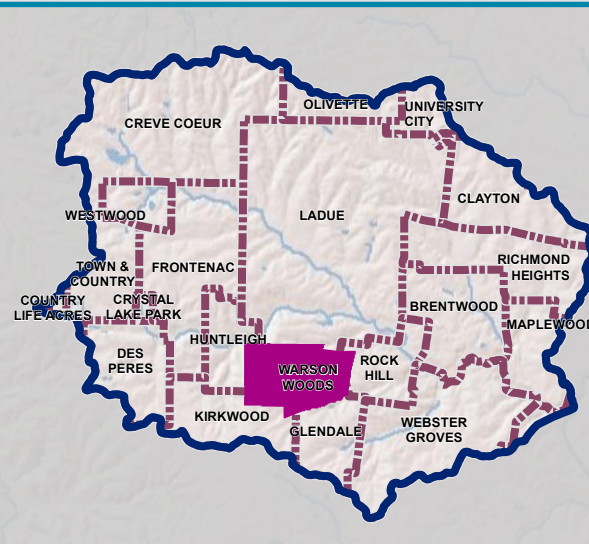 OLIVETTE
UNIVERSITY
CITY
CREVE COEUR
CLAYTON
WESTWOOD
LADUE
RICHMOND
HEIGHTS
TOWN &
COUNTRY
FRONTENAC
COUNTRY
LIFE ACRES
CRYSTAL
LAKE PARK
BRENTWOOD
MAPLEWOOD
HUNTLEIGH
DES
PERES
WARSON
WOODS
ROCK
HILL
KIRKWOOD
GLENDALE
WEBSTER
GROVES